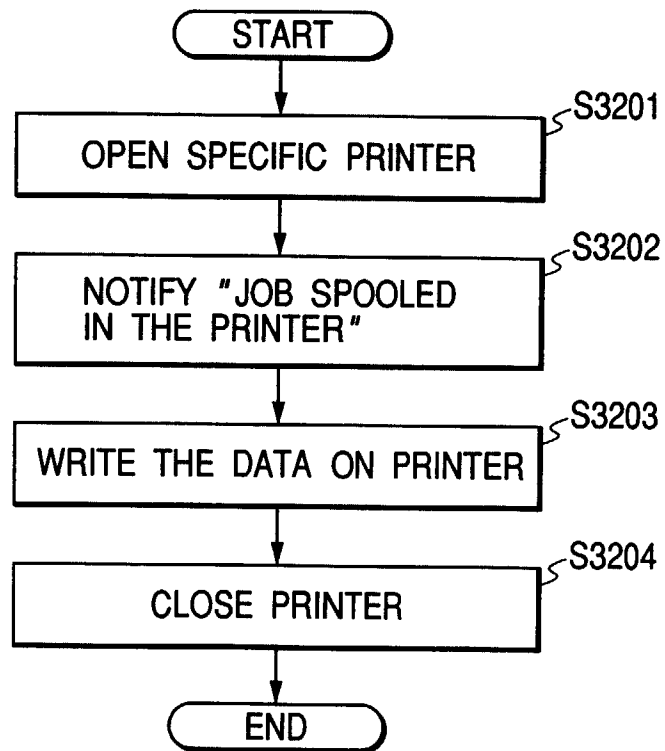 START
S3201
OPEN SPECIFIC PRINTER
S3202
NOTIFY "JOB SPOOLED
IN THE PRINTER"
S3203
WRITE THE DATA ON PRINTER
S3204
CLOSE PRINTER
END